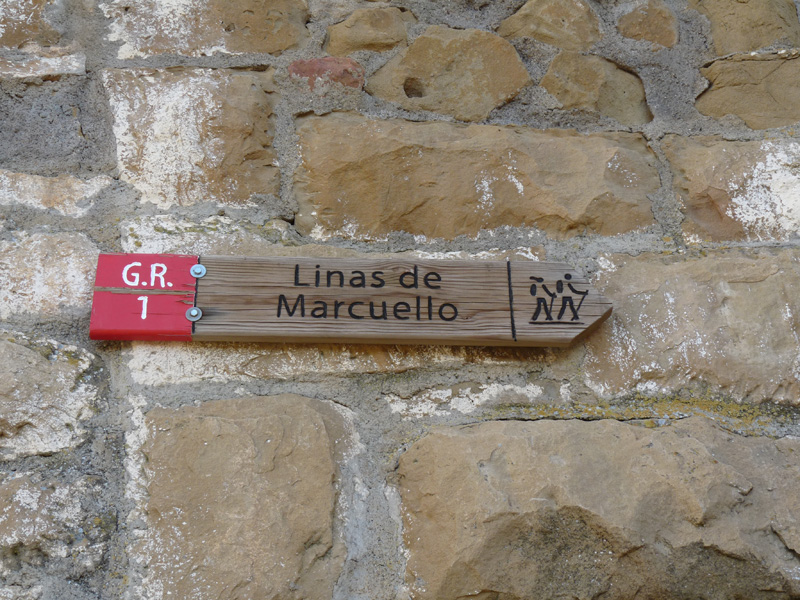 G.R.
1
Linas de
Marcuello